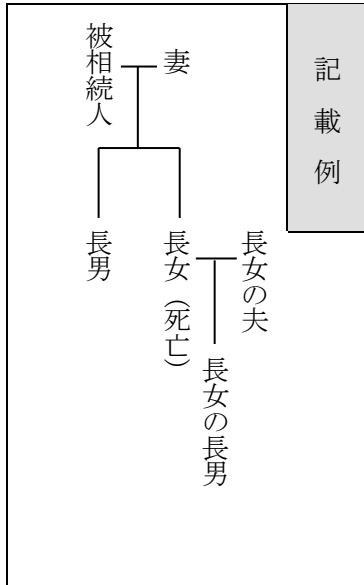 記載例
被相続人
妻
長男
長女（死亡）
長女の夫
長女の長男